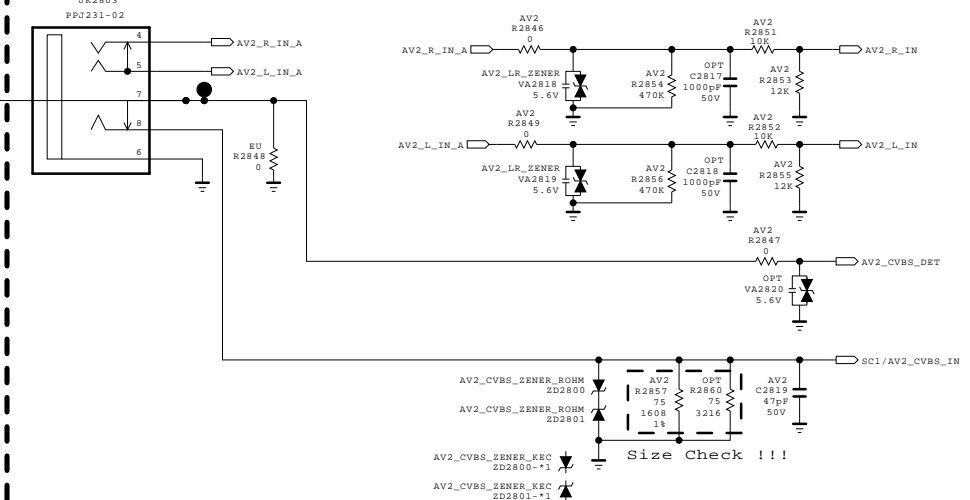 PPJ231-02
4
AV2_R_IN_A
5
AV2_L_IN_A
7
8
6
EU
R2848
0
AV2
R2846
0
AV2_R_IN_A
AV2_LR_ZENER
VA2818
5.6V
AV2
R2854
470K
OPT
C2817
1000pF
50V
AV2
R2851
10K
AV2
R2853
12K
AV2_R_IN
AV2
R2849
0
AV2_L_IN_A
AV2_LR_ZENER
VA2819
5.6V
AV2
R2856
470K
OPT
C2818
1000pF
50V
AV2
R2852
10K
AV2
R2855
12K
AV2_L_IN
AV2
R2847
0
AV2_CVBS_DET
OPT
VA2820
5.6V
SC1/AV2_CVBS_IN
AV2_CVBS_ZENER_ROHM
ZD2800
AV2_CVBS_ZENER_ROHM
ZD2801
AV2
R2857
75
1608
1%
OPT
R2860
75
3216
AV2
C2819
47pF
50V
Size Check !!!
AV2_CVBS_ZENER_KEC
ZD2800-*1
AV2_CVBS_ZENER_KEC
ZD2801-*1